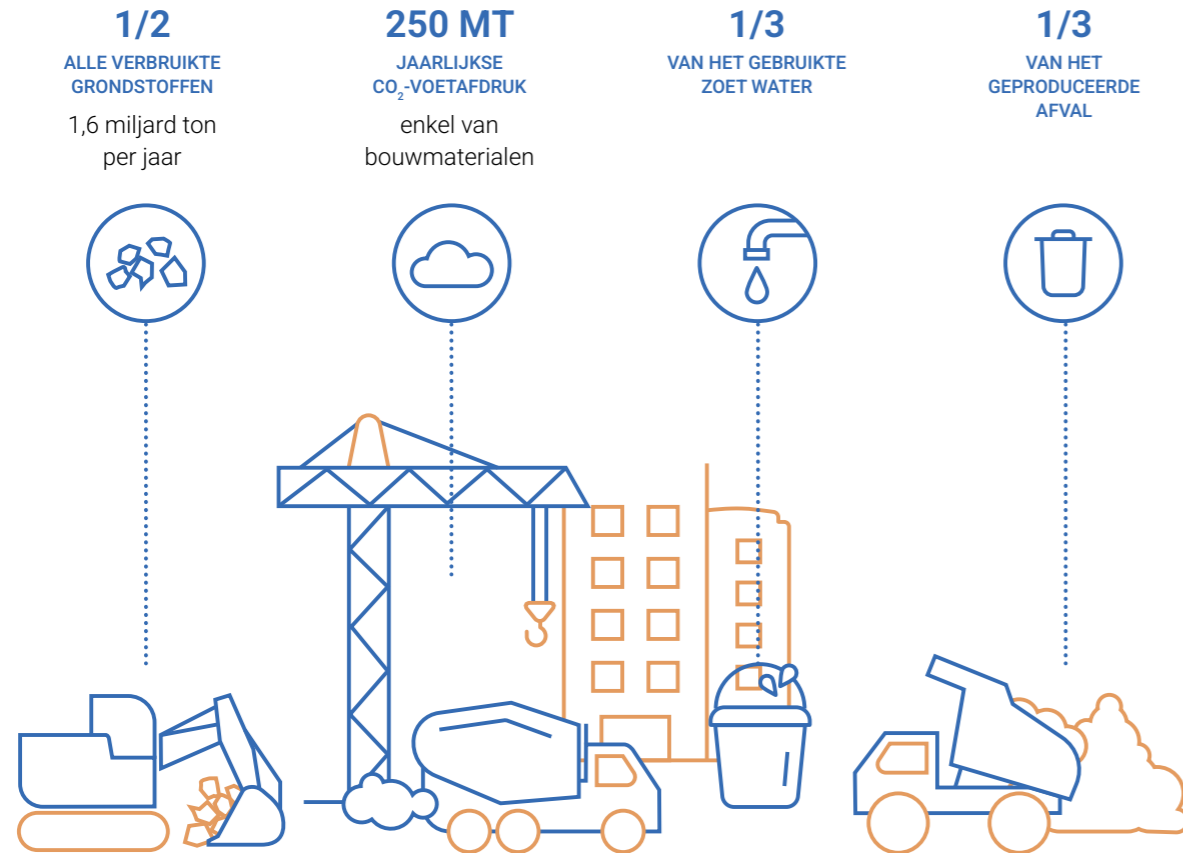 1/2
ALLE VERBRUIKTE
GRONDSTOFFEN
1,6 miljard ton
per jaar
250 MT
JAARLIJKSE
CO₂-VOETAFDRUK
enkel van
bouwmaterialen
1/3
VAN HET GEBRUIKTE
ZOET WATER
1/3
VAN HET
GEPRODUCEERDE
AFVAL